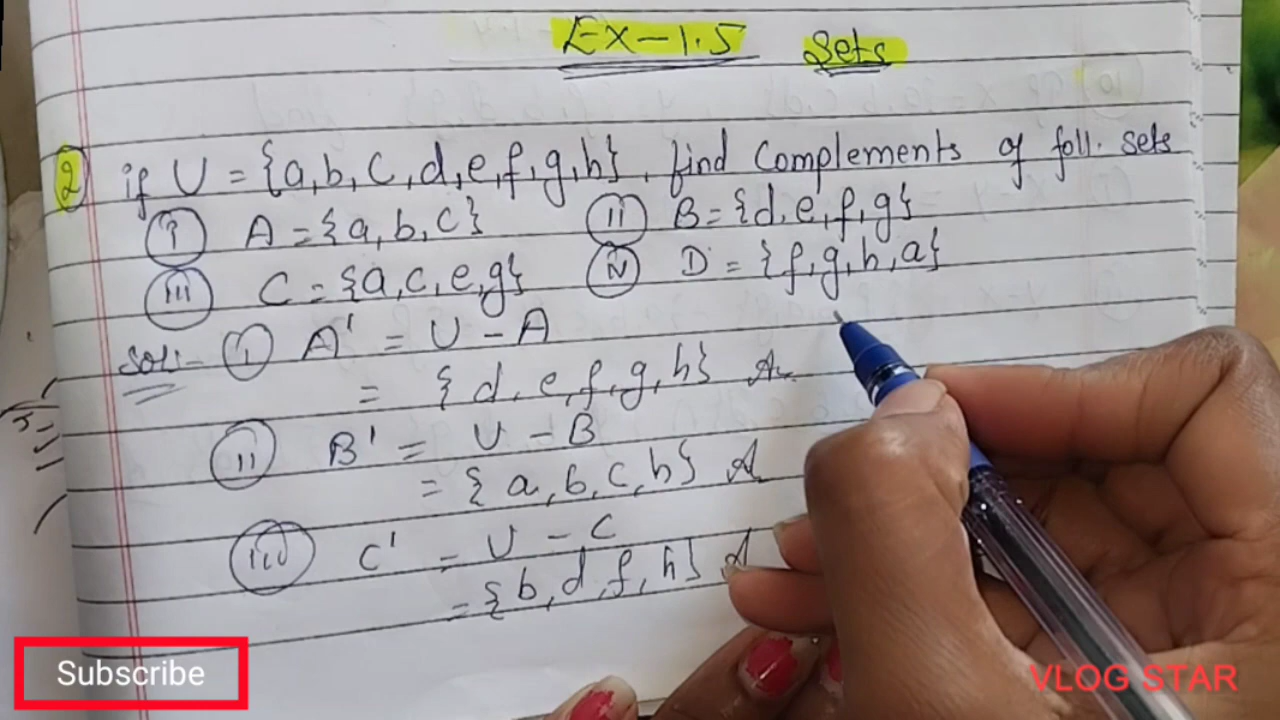 Ex-1.5 Sets
2 if U = {a,b,c,d,e,f,g,h}, find Complements of foll. sets
(i) A = {a,b,c} (ii) B = {d,e,f,g}
(iii) C = {a,c,e,g} (iv) D = {f,g,h,a}
Sol:- (i) A' = U - A
= {d,e,f,g,h}
(ii) B' = U - B
= {a,b,c,h}
(iii) C' = U - C
= {b,d,f,h}
Subscribe
VLOG STAR